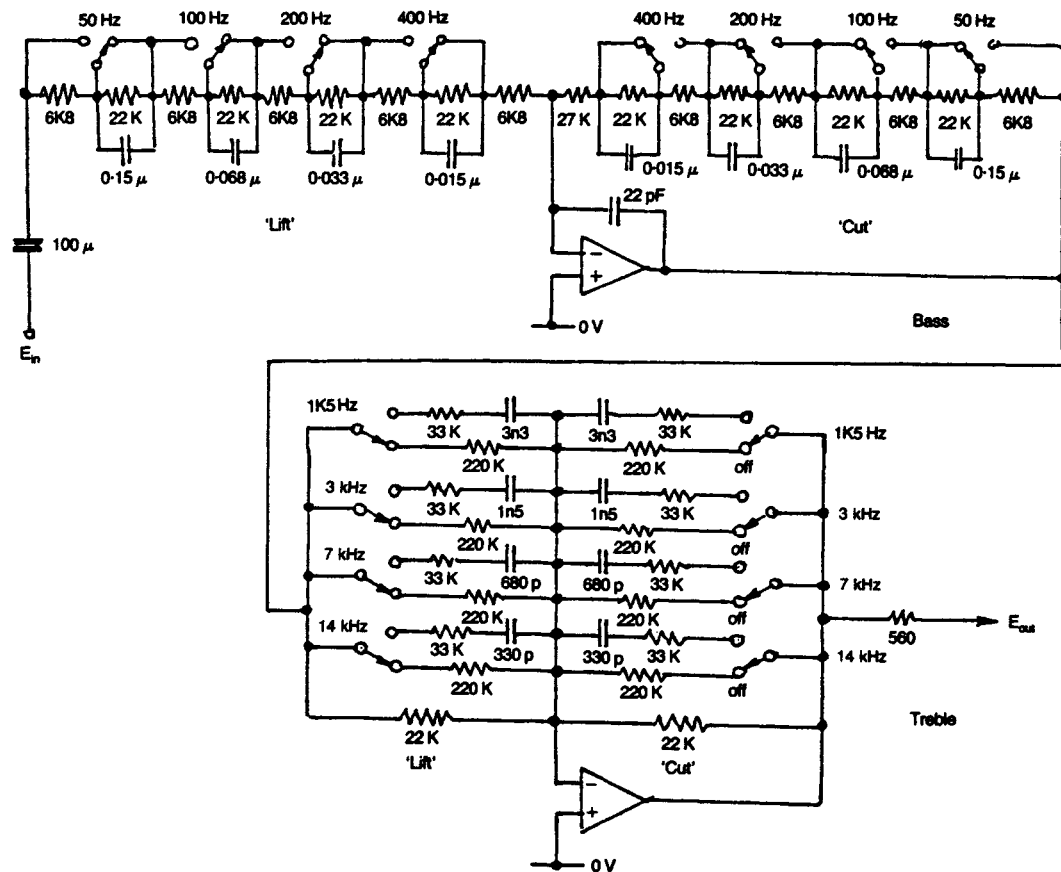 50 Hz 100 Hz 200 Hz 400 Hz 400 Hz 200 Hz 100 Hz 50 Hz
6K8 22 K 6K8 22 K 6K8 22 K 6K8 22 K 6K8 27 K 22 K 6K8 22 K 6K8 22 K 6K8 22 K 6K8
0·15 μ 0·068 μ 0·033 μ 0·015 μ 0·015 μ 0·033 μ 0·068 μ 0·15 μ
22 pF
'Lift' 'Cut'
100 μ
− +
0 V
Bass
E_in
1K5 Hz 33 K 3n3 3n3 33 K 1K5 Hz
220 K 220 K off
3 kHz 33 K 1n5 1n5 33 K 3 kHz
220 K 220 K off
7 kHz 33 K 680 p 680 p 33 K 7 kHz
220 K 220 K off
560 E_out
14 kHz 33 K 330 p 330 p 33 K 14 kHz
220 K 220 K off
Treble
22 K 22 K
'Lift' 'Cut'
− +
0 V